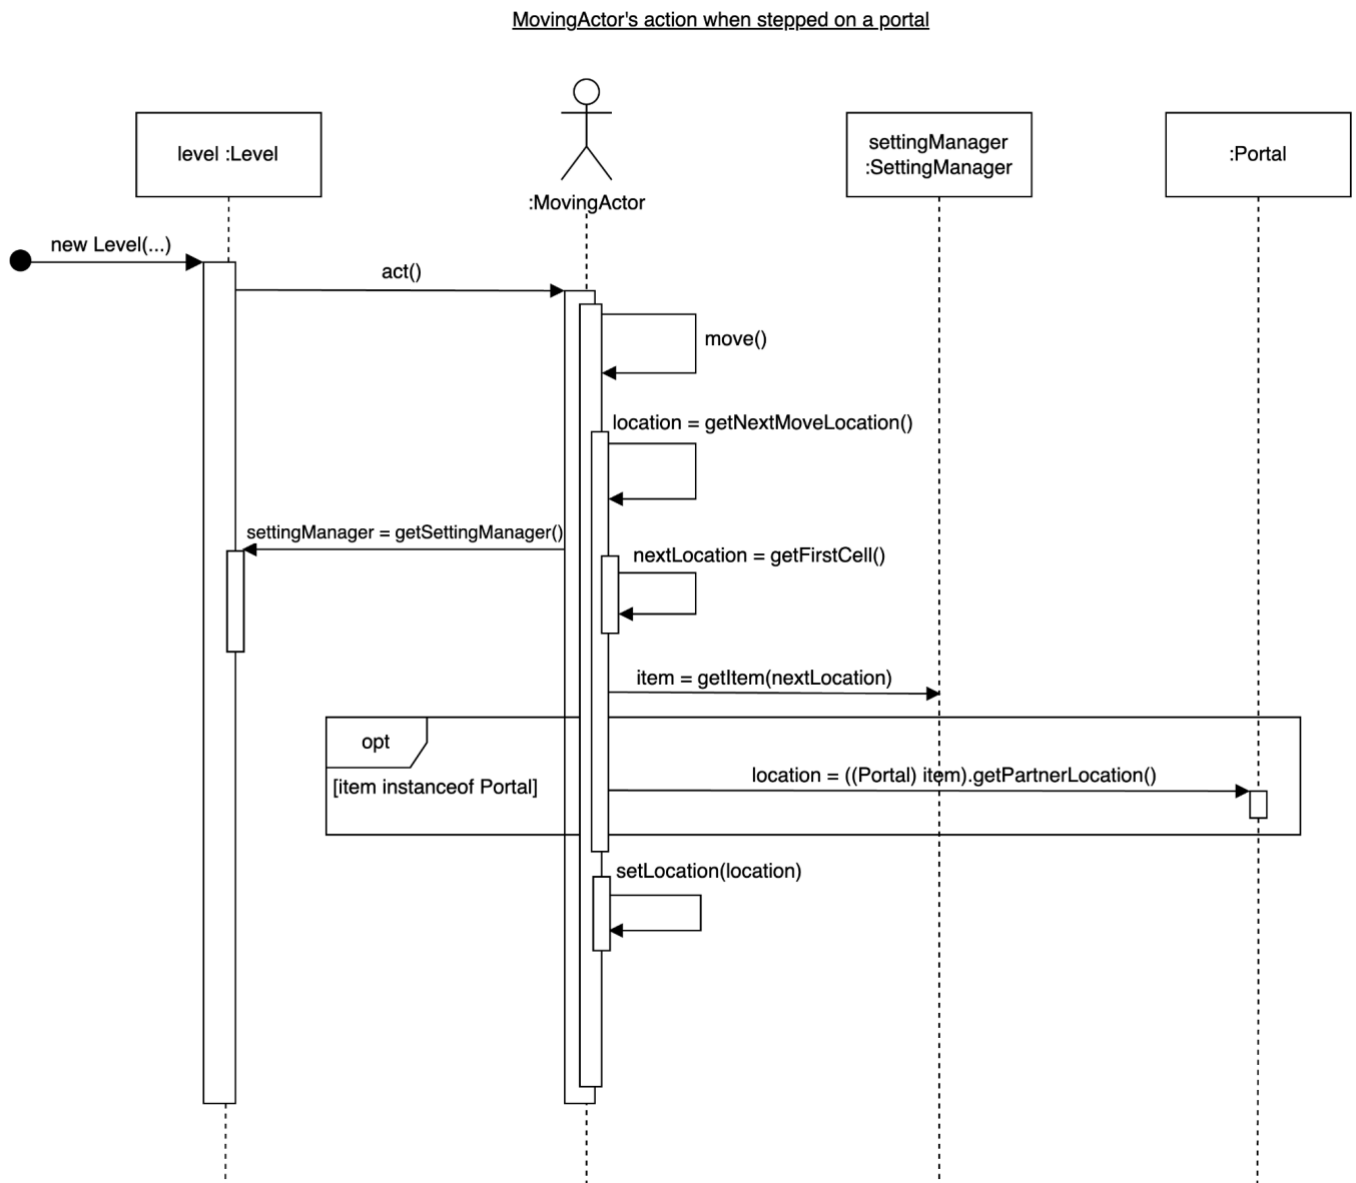 MovingActor's action when stepped on a portal
level :Level
:MovingActor
settingManager
:SettingManager
:Portal
new Level(...)
act()
move()
location = getNextMoveLocation()
settingManager = getSettingManager()
nextLocation = getFirstCell()
item = getItem(nextLocation)
opt
[item instanceof Portal]
location = ((Portal) item).getPartnerLocation()
setLocation(location)